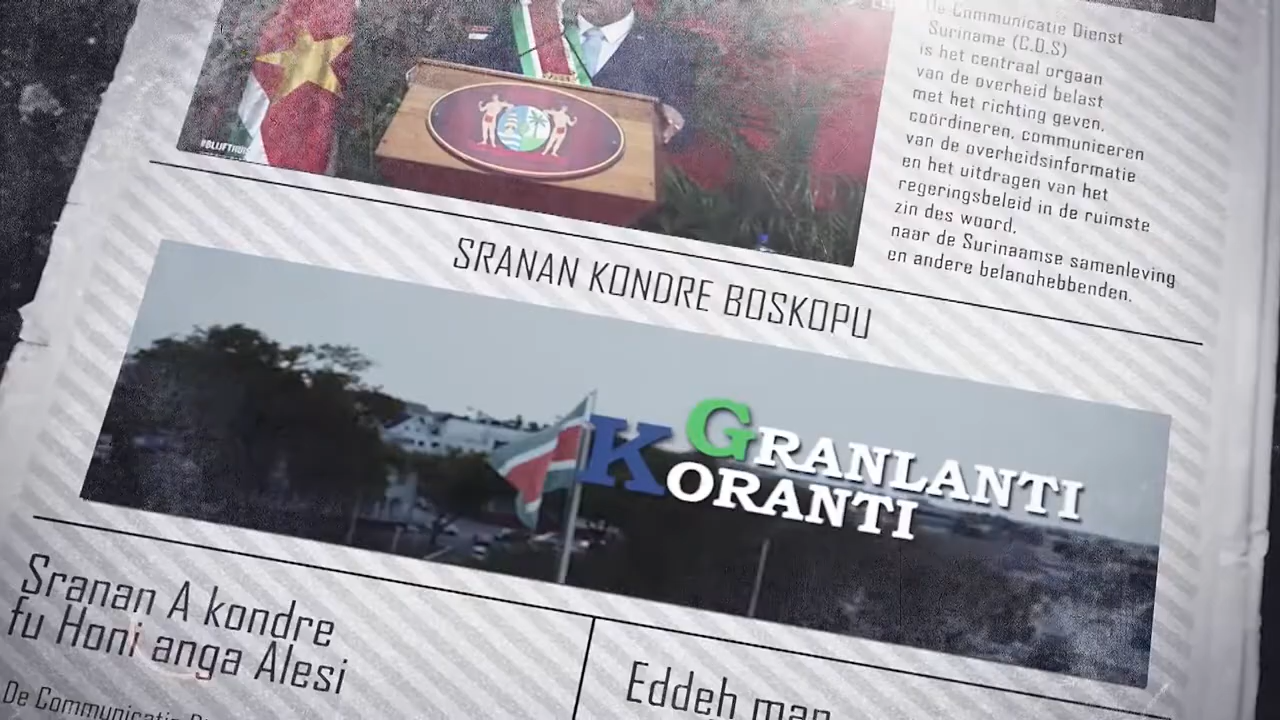 De Communicatie Dienst
Suriname (C.D.S)
is het centraal orgaan
van de overheid belast
met het richting geven,
coördineren, communiceren
van de overheidsinformatie
en het uitdragen van het
regeringsbeleid in de ruimste
zin des woord,
naar de Surinaamse samenleving
en andere belanghebbenden.
SRANAN KONDRE BOSKOPU
GRANLANTI
KORANTI
Sranan A kondre
fu Honi anga Alesi
De Communicatie
Eddeh man